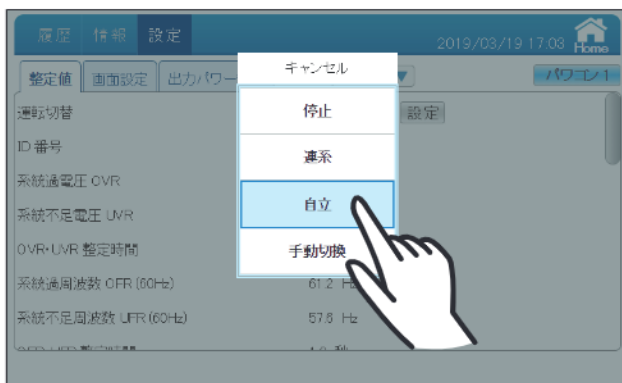 履歴 情報 設定
2019/03/19 17:03 Home
整定値 画面設定 出力パワー ▼ パワコン1
キャンセル
停止
連系
自立
手動切換
運転切替 設定
ID 番号
系統過電圧 OVR
系統不足電圧 UVR
OVR・UVR 整定時間
系統過周波数 OFR (60Hz) 61.2 Hz
系統不足周波数 UFR (60Hz) 57.6 Hz